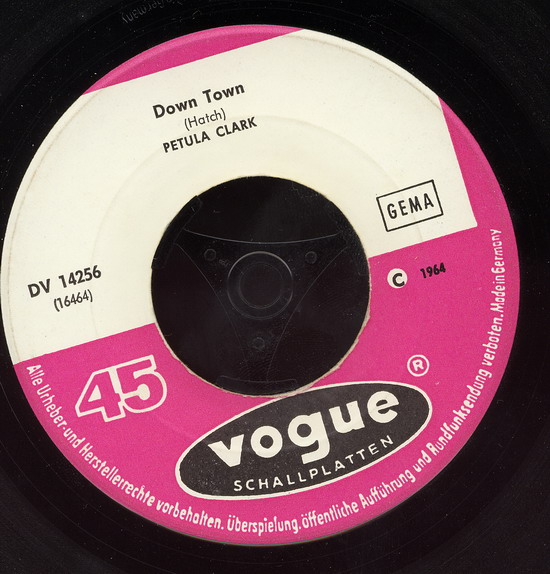 Down Town
(Hatch)
PETULA CLARK
GEMA
DV 14256
(16464)
C 1964
45
®
vogue
SCHALLPLATTEN
Alle Urheber-und Herstellerrechte vorbehalten. Überspielung, öffentliche Aufführung und Rundfunksendung verboten. Made in Germany